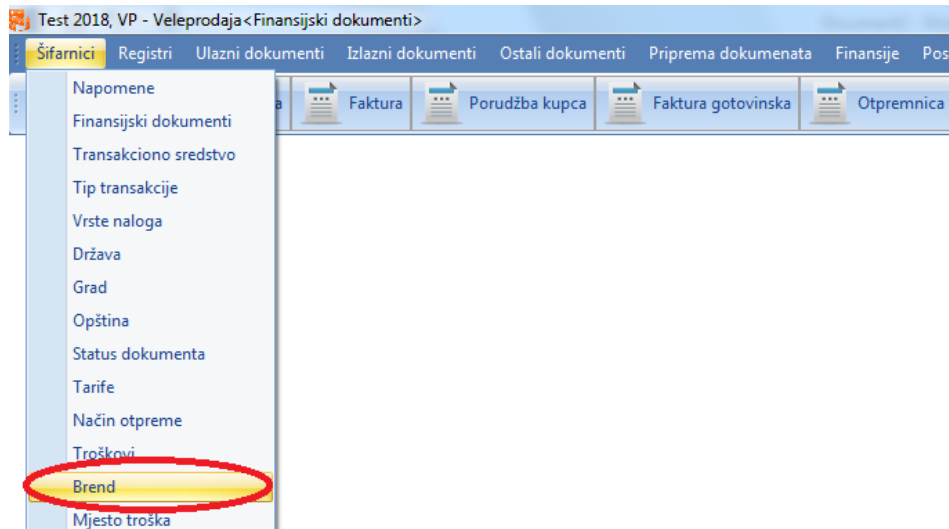 Test 2018, VP - Veleprodaja<Finansijski dokumenti>
Šifarnici Registri Ulazni dokumenti Izlazni dokumenti Ostali dokumenti Priprema dokumenata Finansije Pos
a Faktura Porudžba kupca Faktura gotovinska Otpremnica
Napomene
Finansijski dokumenti
Transakciono sredstvo
Tip transakcije
Vrste naloga
Država
Grad
Opština
Status dokumenta
Tarife
Način otpreme
Troškovi
Brend
Mjesto troška